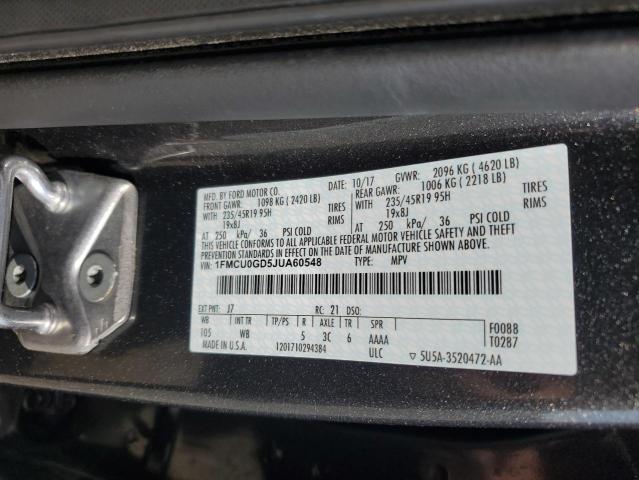 MFD. BY FORD MOTOR CO. 10/17 GVWR: 2096 KG ( 4620 LB)
FRONT GAWR: 1098 KG ( 2420 LB) REAR GAWR: 1006 KG ( 2218 LB)
WITH 235/45R19 95H TIRES WITH 235/45R19 95H TIRES
19x8J RIMS 19x8J RIMS
AT 250 kPa/ 36 PSI COLD AT 250 kPa/ 36 PSI COLD
THIS VEHICLE CONFORMS TO ALL APPLICABLE FEDERAL MOTOR VEHICLE SAFETY AND THEFT PREVENTION STANDARDS IN
EFFECT ON THE DATE OF MANUFACTURE SHOWN ABOVE.
VIN: 1FMCU0GD5JUA60548 TYPE: MPV
EXT PNT: J7 RC: 21 DSO:
WB INT TR TP/PS R AXLE TR SPR F0088
105 WB 5 3C 6 AAAA T0287
MADE IN U.S.A. 1201710294384 ULC ▽ 5U5A-3520472-AA